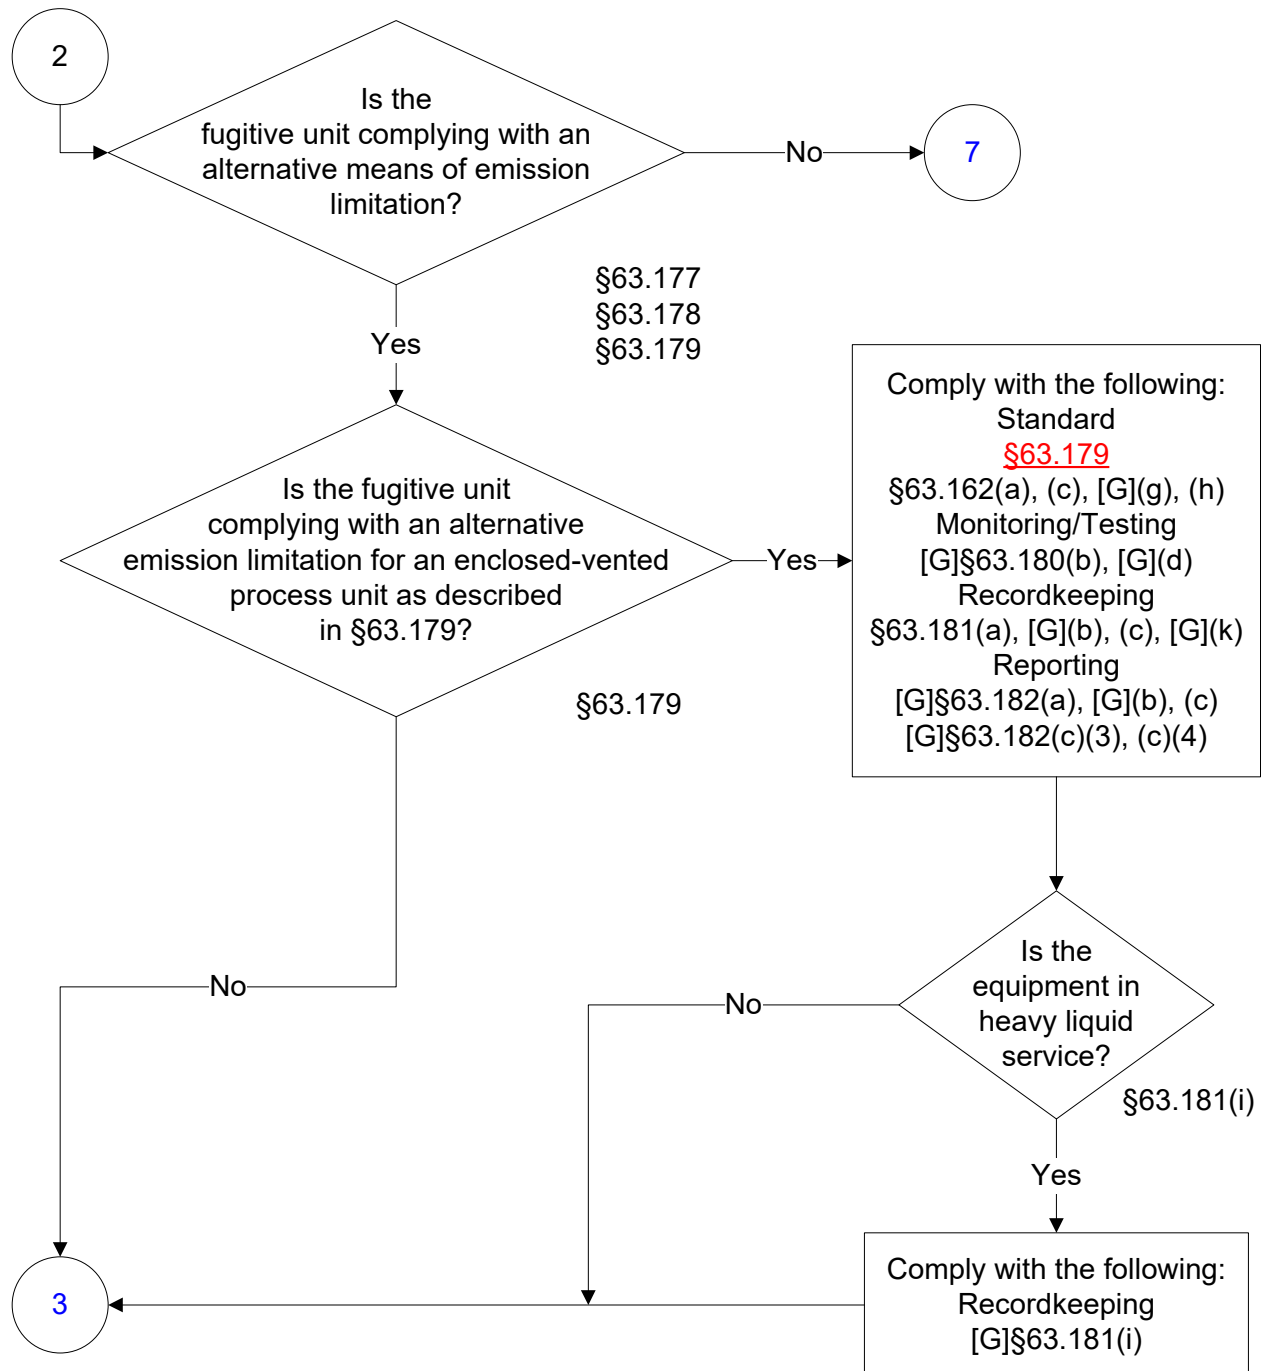 2
Is the
fugitive unit complying with an
alternative means of emission
limitation?
No
7
§63.177
§63.178
§63.179
Yes
Is the fugitive unit
complying with an alternative
emission limitation for an enclosed-vented
process unit as described
in §63.179?
Yes
§63.179
Comply with the following:
Standard
§63.179
§63.162(a), (c), [G](g), (h)
Monitoring/Testing
[G]§63.180(b), [G](d)
Recordkeeping
§63.181(a), [G](b), (c), [G](k)
Reporting
[G]§63.182(a), [G](b), (c)
[G]§63.182(c)(3), (c)(4)
No
No
Is the
equipment in
heavy liquid
service?
§63.181(i)
Yes
3
Comply with the following:
Recordkeeping
[G]§63.181(i)